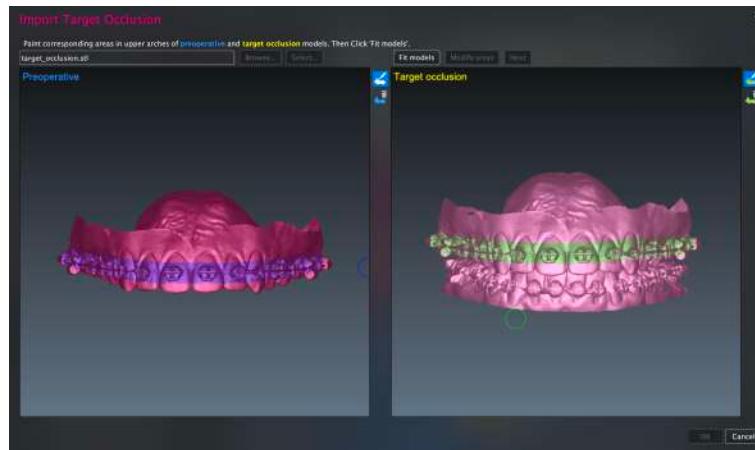 Import Target Occlusion
Paint corresponding areas in upper arches of preoperative and target occlusion models. Then Click 'Fit models'.
target_occlusion.stl Browse... Select... Fit models Modify areas Next
Preoperative Target occlusion
OK Cancel